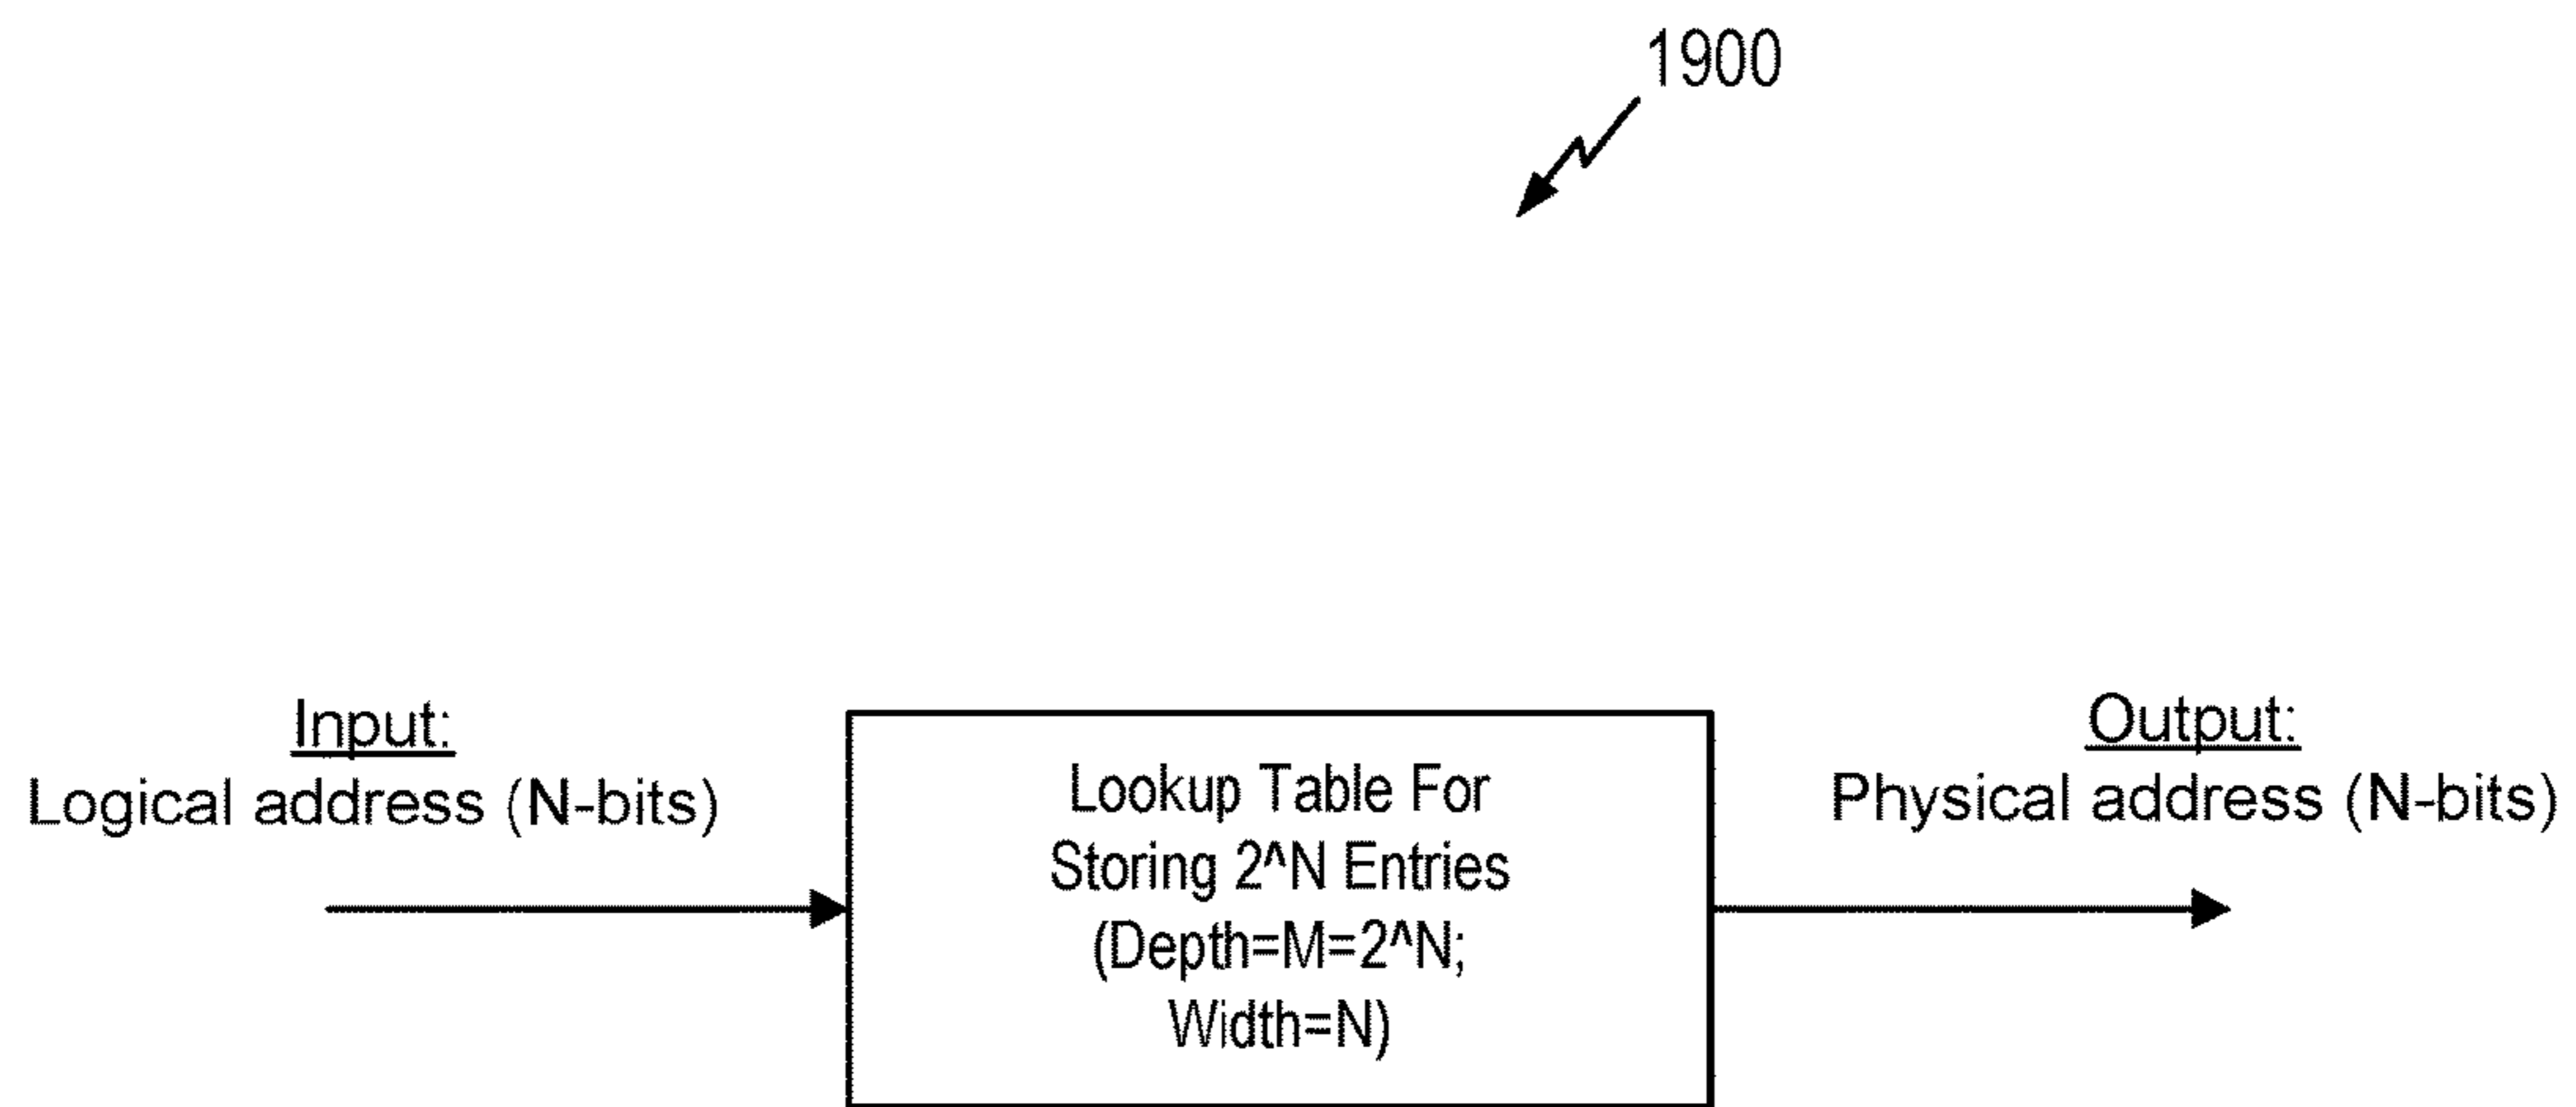 1900
Input:
Logical address (N-bits)
Lookup Table For
Storing 2^N Entries
(Depth=M=2^N;
Width=N)
Output:
Physical address (N-bits)